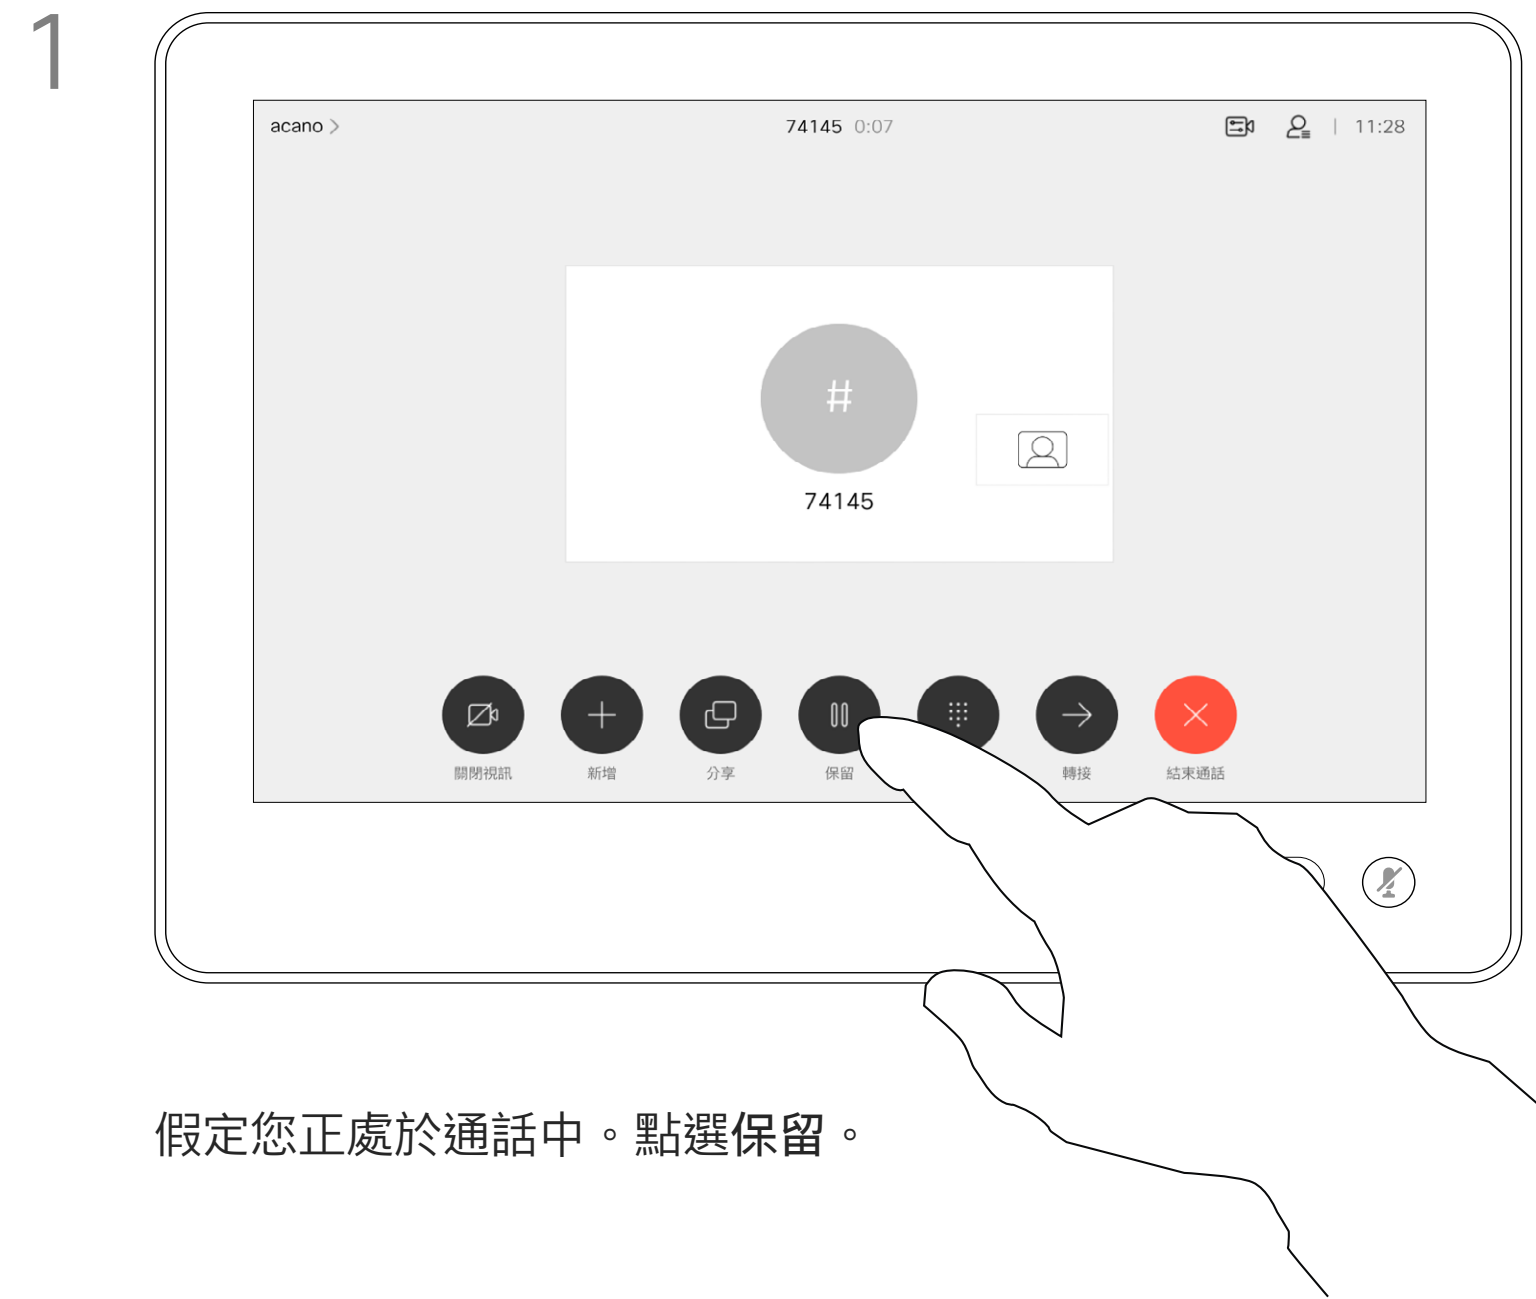 1
acano
74145 0:07
11:28
#
74145
關閉視訊 新增 分享 保留 轉接 結束通話
假定您正處於通話中。點選保留。